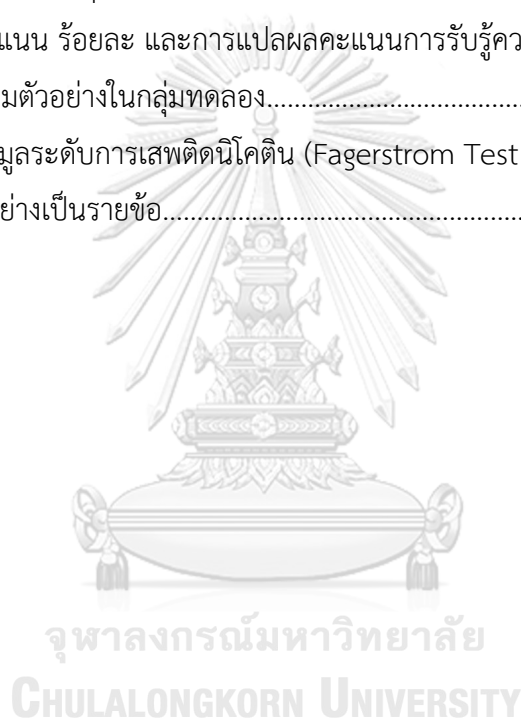 แนน ร้อยละ และการแปลผลคะแนนการรับรู้คว
มตัวอย่างในกลุ่มทดลอง.......................................
มูลระดับการเสพติดนิโคติน (Fagerstrom Test
ย่างเป็นรายข้อ.....................................................
จุฬาลงกรณ์มหาวิทยาลัย
CHULALONGKORN UNIVERSITY